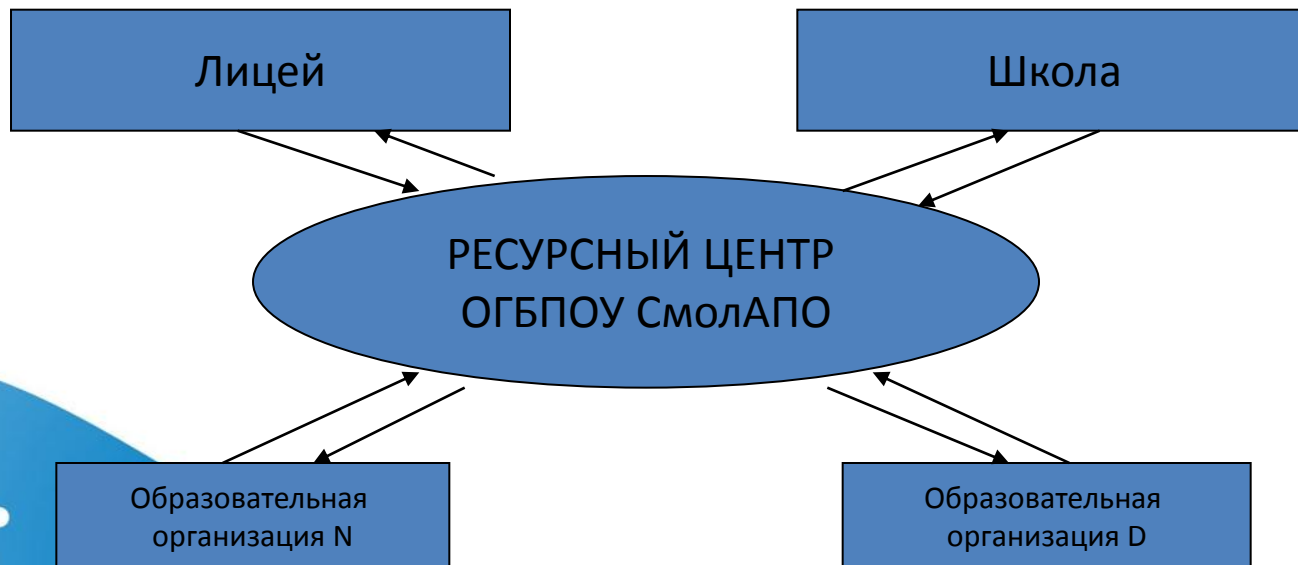 Лицей
Школа
РЕСУРСНЫЙ ЦЕНТР
ОГБПОУ СмолАПО
Образовательная
организация N
Образовательная
организация D